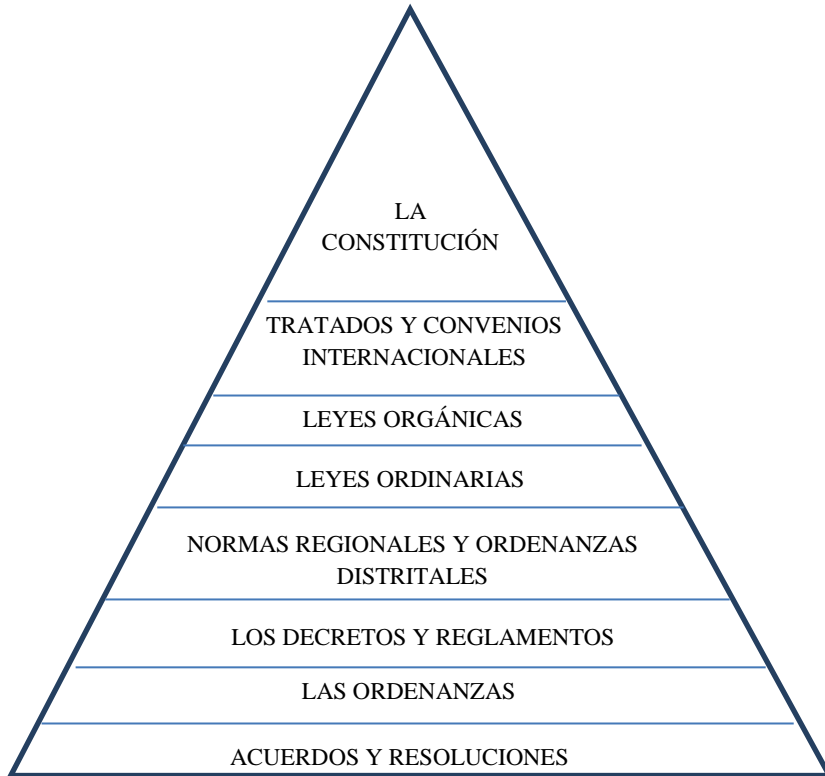 LA
CONSTITUCIÓN
TRATADOS Y CONVENIOS
INTERNACIONALES
LEYES ORGÁNICAS
LEYES ORDINARIAS
NORMAS REGIONALES Y ORDENANZAS
DISTRITALES
LOS DECRETOS Y REGLAMENTOS
LAS ORDENANZAS
ACUERDOS Y RESOLUCIONES